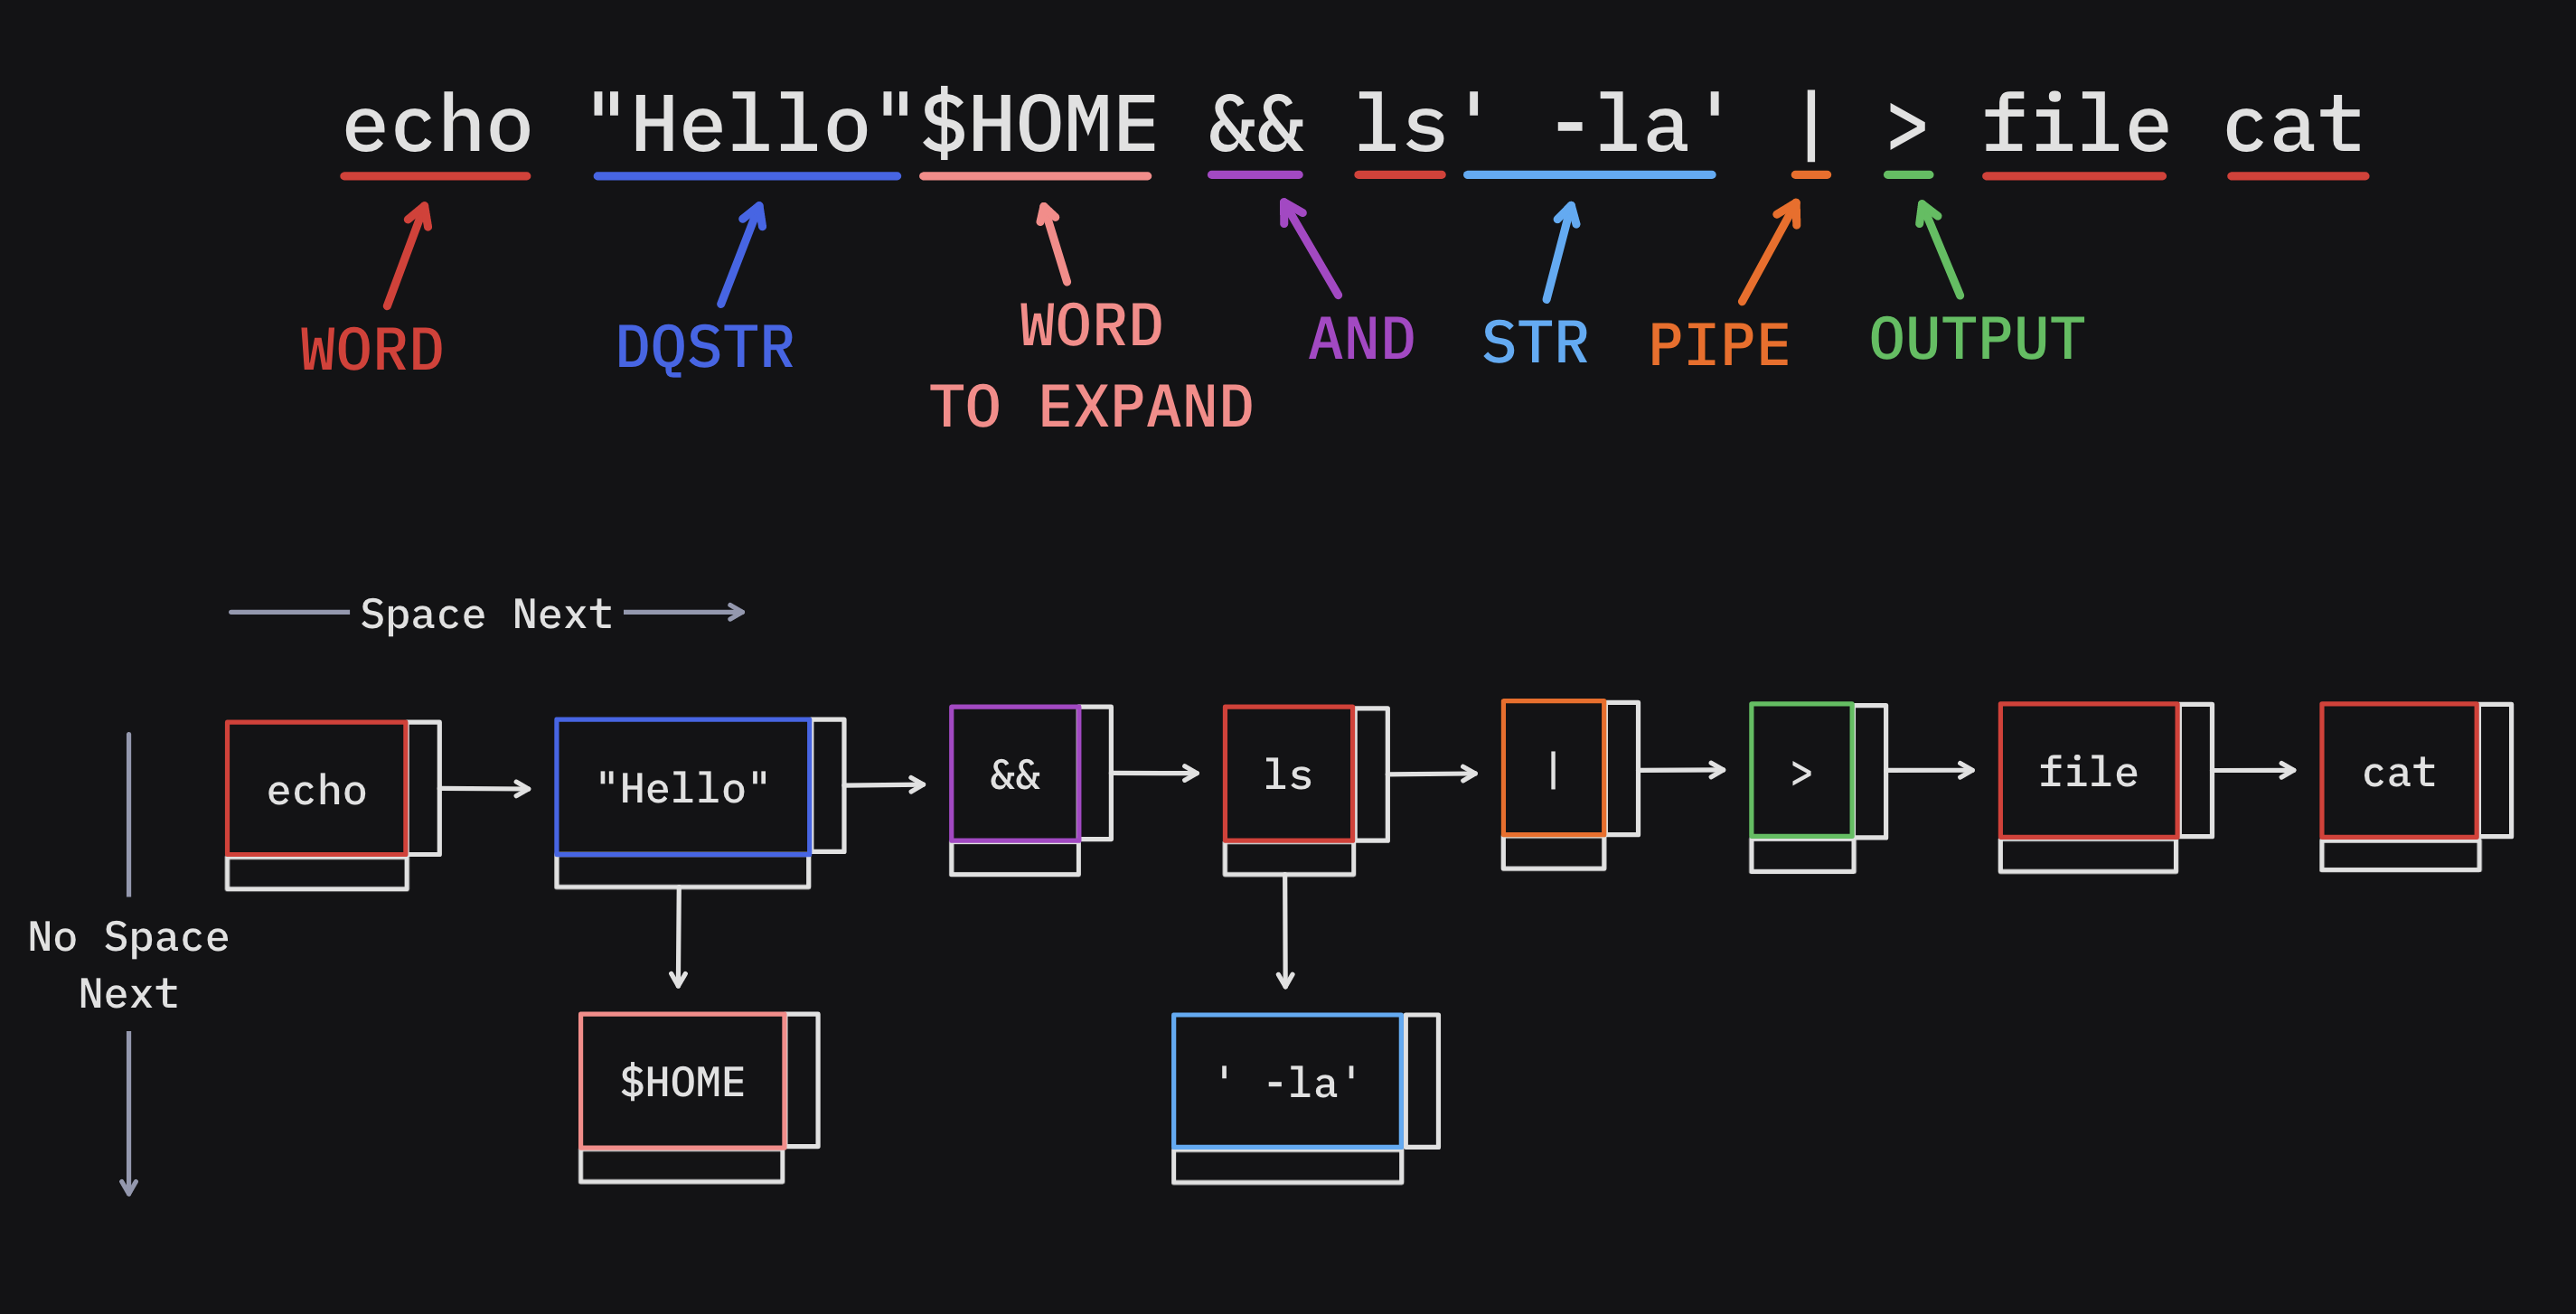 echo "Hello"$HOME && ls' -la' | > file cat
WORD DQSTR WORD AND STR PIPE OUTPUT
TO EXPAND
Space Next
echo "Hello" && ls | > file cat
No Space
Next
$HOME ' -la'